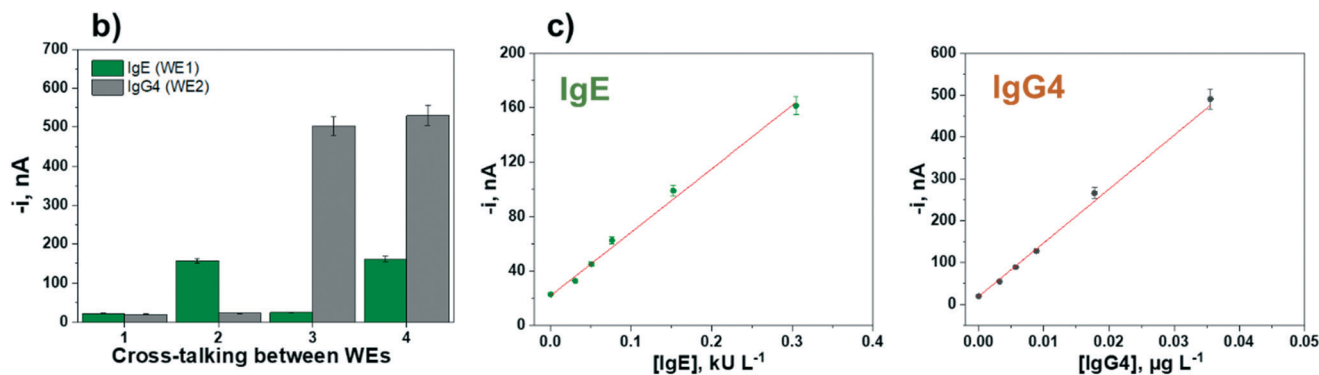 b)
700
600
500
400
300
200
100
0
-i, nA
IgE (WE1)
IgG4 (WE2)
1 2 3 4
Cross-talking between WEs
c)
200
160
120
80
40
0
-i, nA
IgE
0.0 0.1 0.2 0.3 0.4
[IgE], kU L⁻¹
600
500
400
300
200
100
0
-i, nA
IgG4
0.00 0.01 0.02 0.03 0.04 0.05
[IgG4], µg L⁻¹